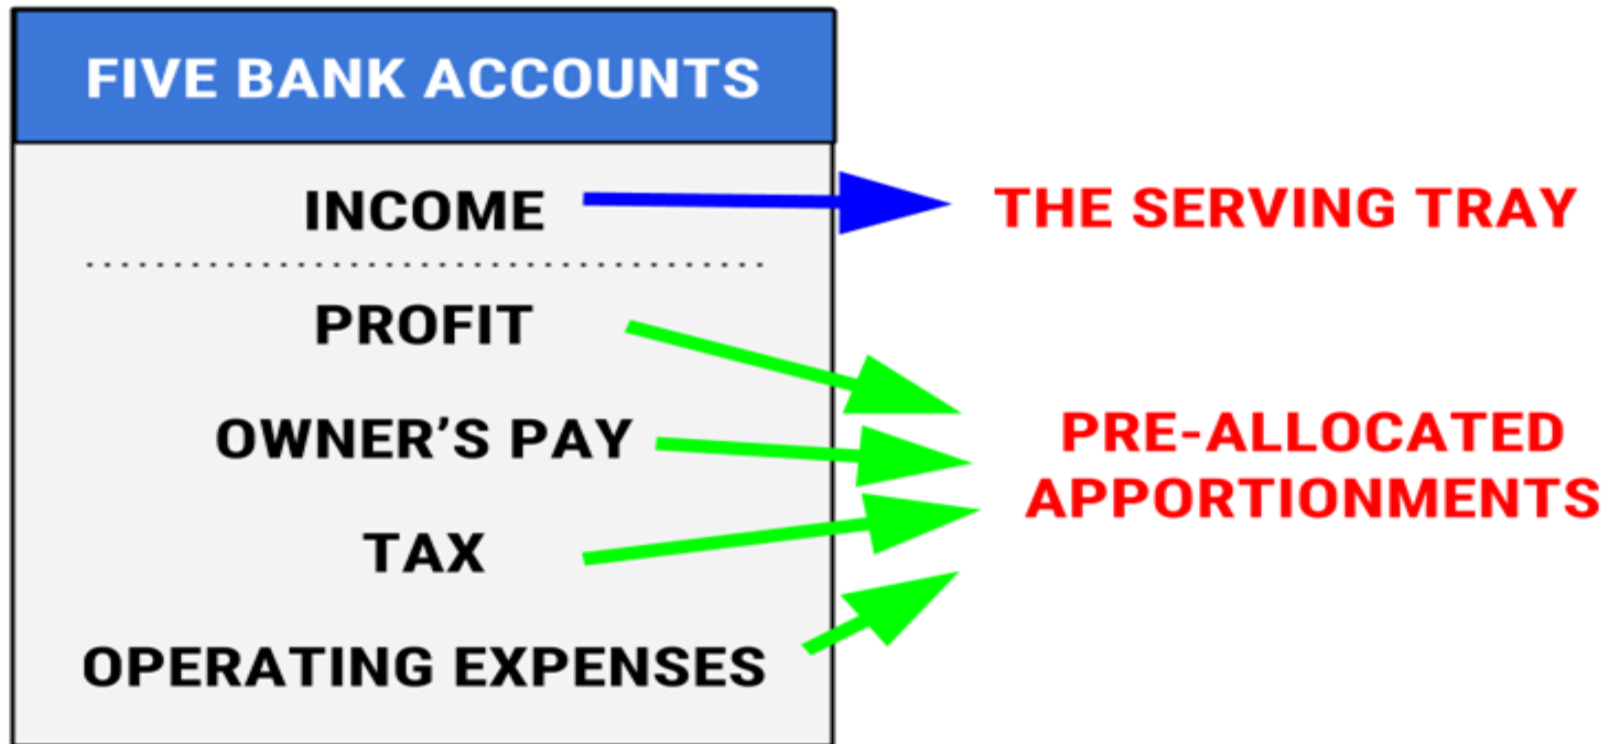 FIVE BANK ACCOUNTS
INCOME
THE SERVING TRAY
PROFIT
OWNER’S PAY
TAX
OPERATING EXPENSES
PRE-ALLOCATED
APPORTIONMENTS